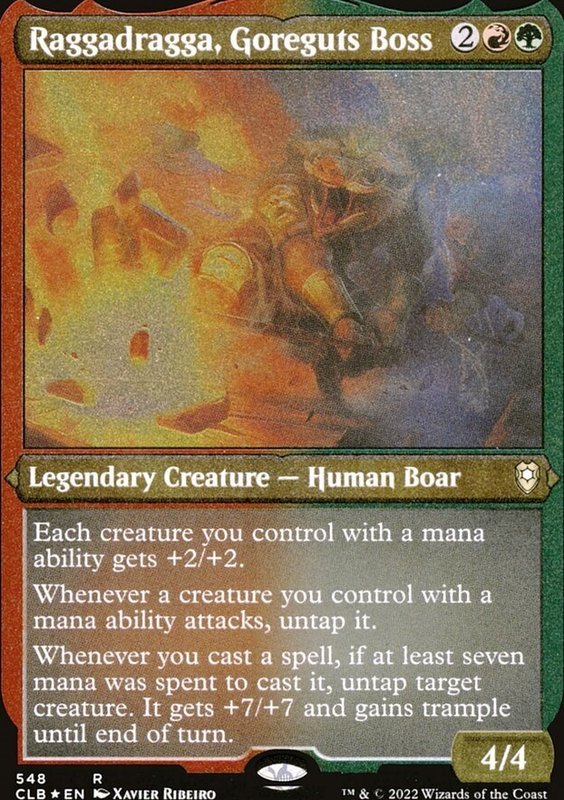 Raggadragga, Goreguts Boss 2
Legendary Creature — Human Boar
Each creature you control with a mana
ability gets +2/+2.
Whenever a creature you control with a
mana ability attacks, untap it.
Whenever you cast a spell, if at least seven
mana was spent to cast it, untap target
creature. It gets +7/+7 and gains trample
until end of turn.
4/4
548 R
CLB ★ EN Xavier Ribeiro ™ & © 2022 Wizards of the Coast